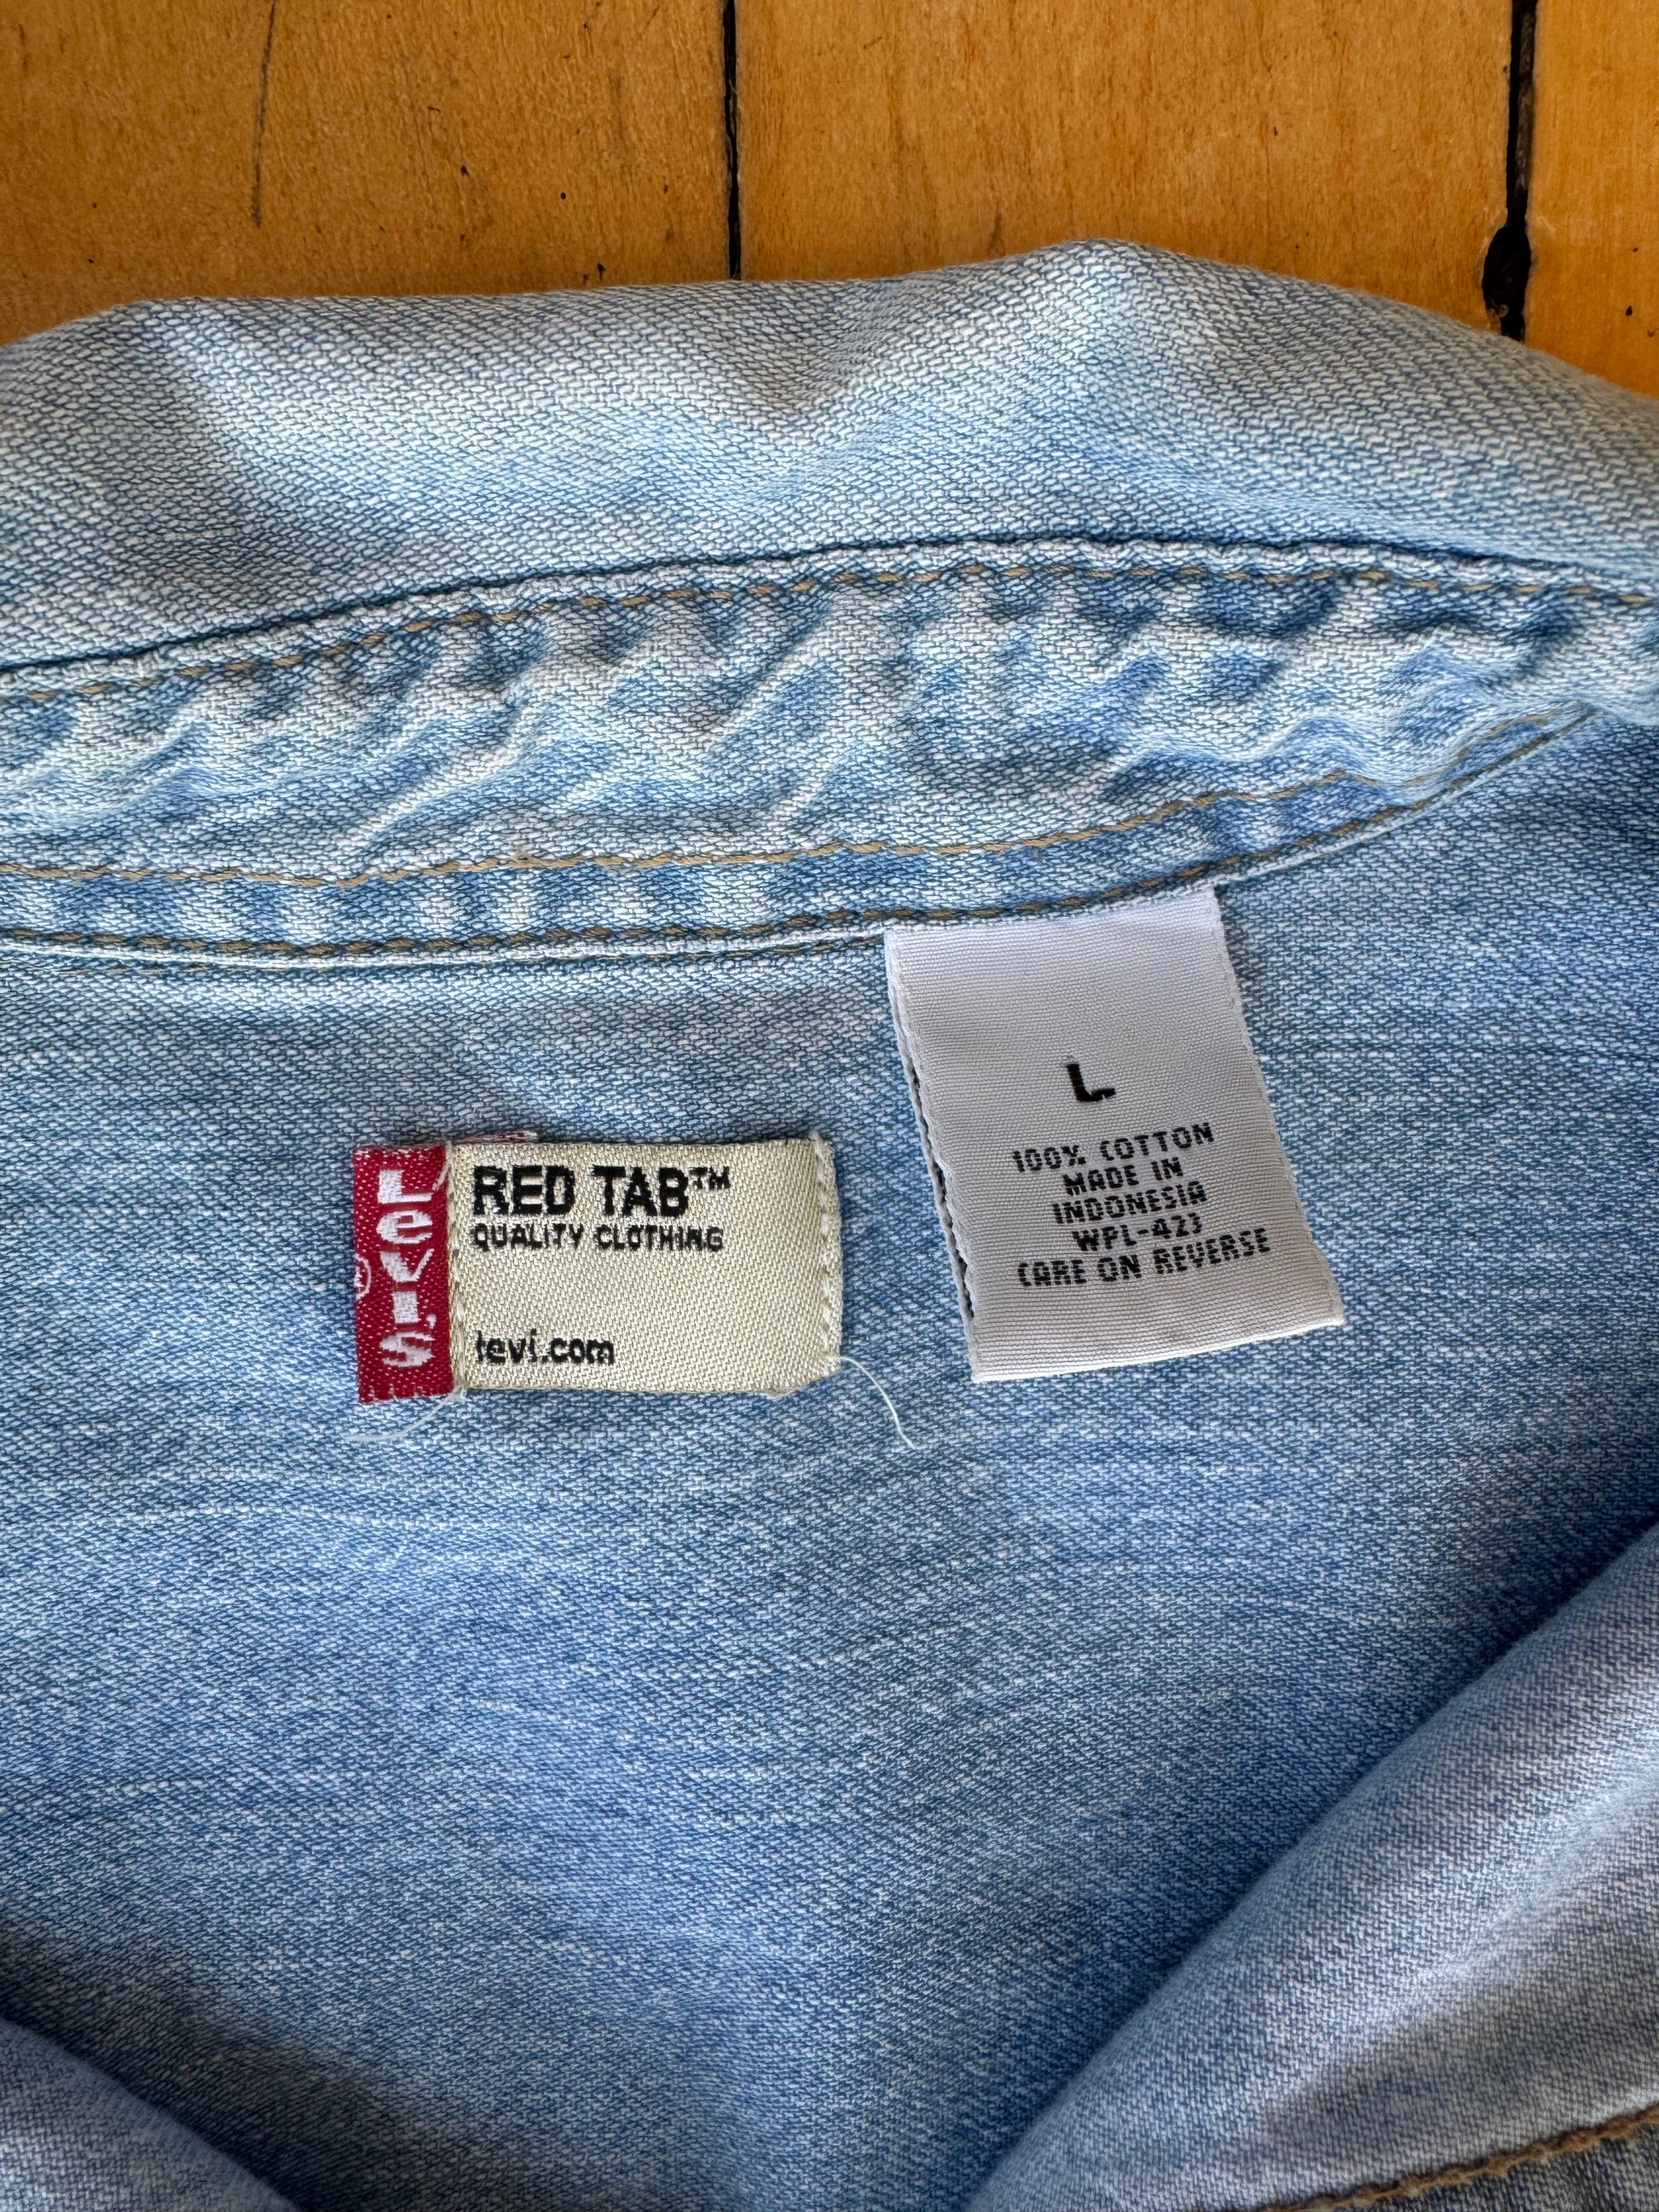 LEVI'S
®
RED TAB™
QUALITY CLOTHING
levi.com
L
100% COTTON
MADE IN
INDONESIA
WPL-423
CARE ON REVERSE